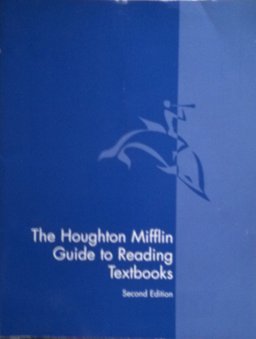 The Houghton Mifflin
Guide to Reading
Textbooks
Second Edition